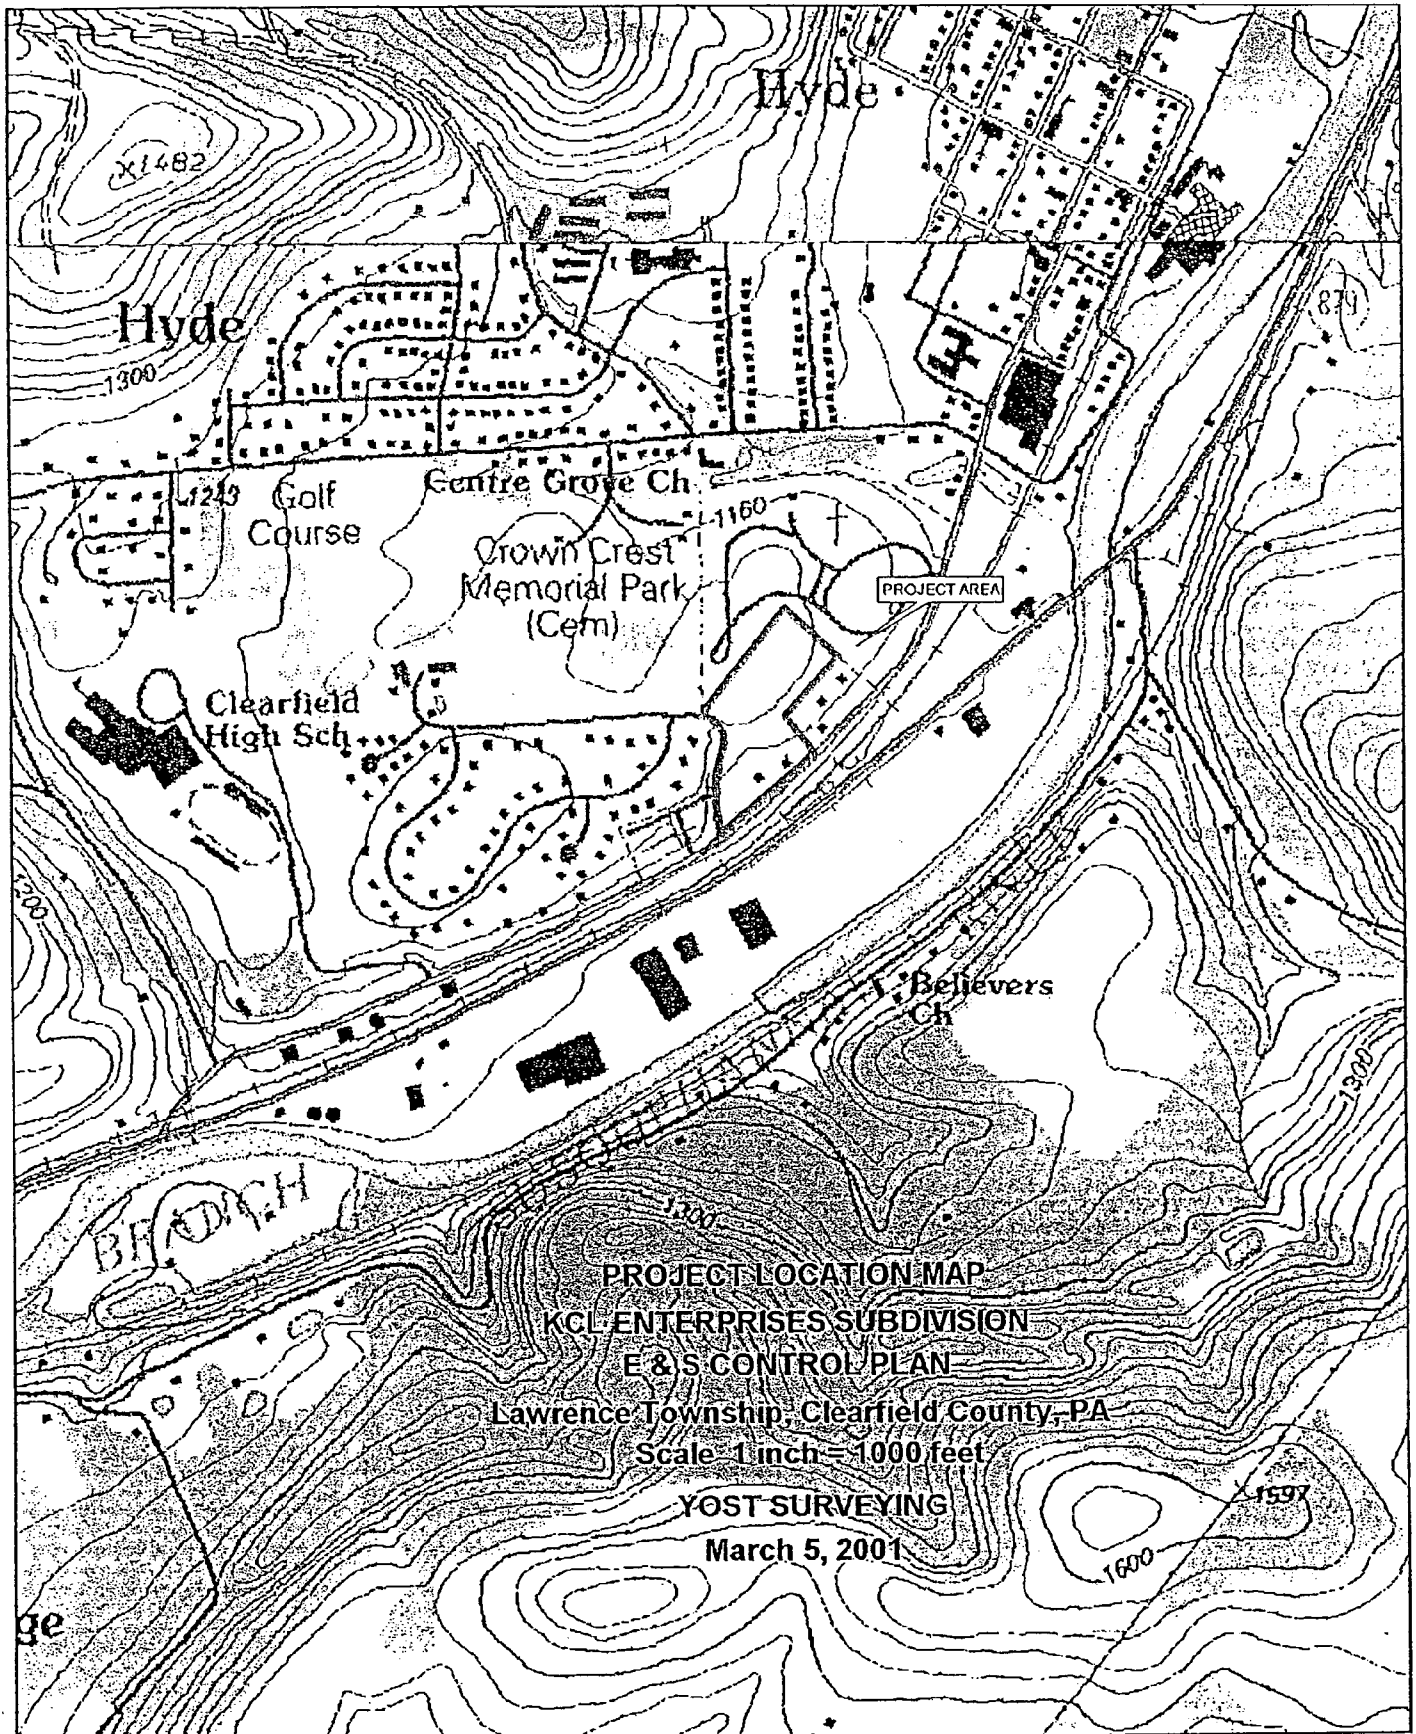 Hyde
x1482
Hyde
879
1300
1243
Golf
Course
Centre Grove Ch
1160
Crown Crest
Memorial Park
(Cem)
PROJECT AREA
Clearfield
High Sch
1200
Believers
Ch
1300
SUSQUEHANNA
BRANCH
1300
PROJECT LOCATION MAP
KCL ENTERPRISES SUBDIVISION
E & S CONTROL PLAN
Lawrence Township, Clearfield County, PA
Scale 1 inch = 1000 feet
YOST SURVEYING
March 5, 2001
1597
1600
ge